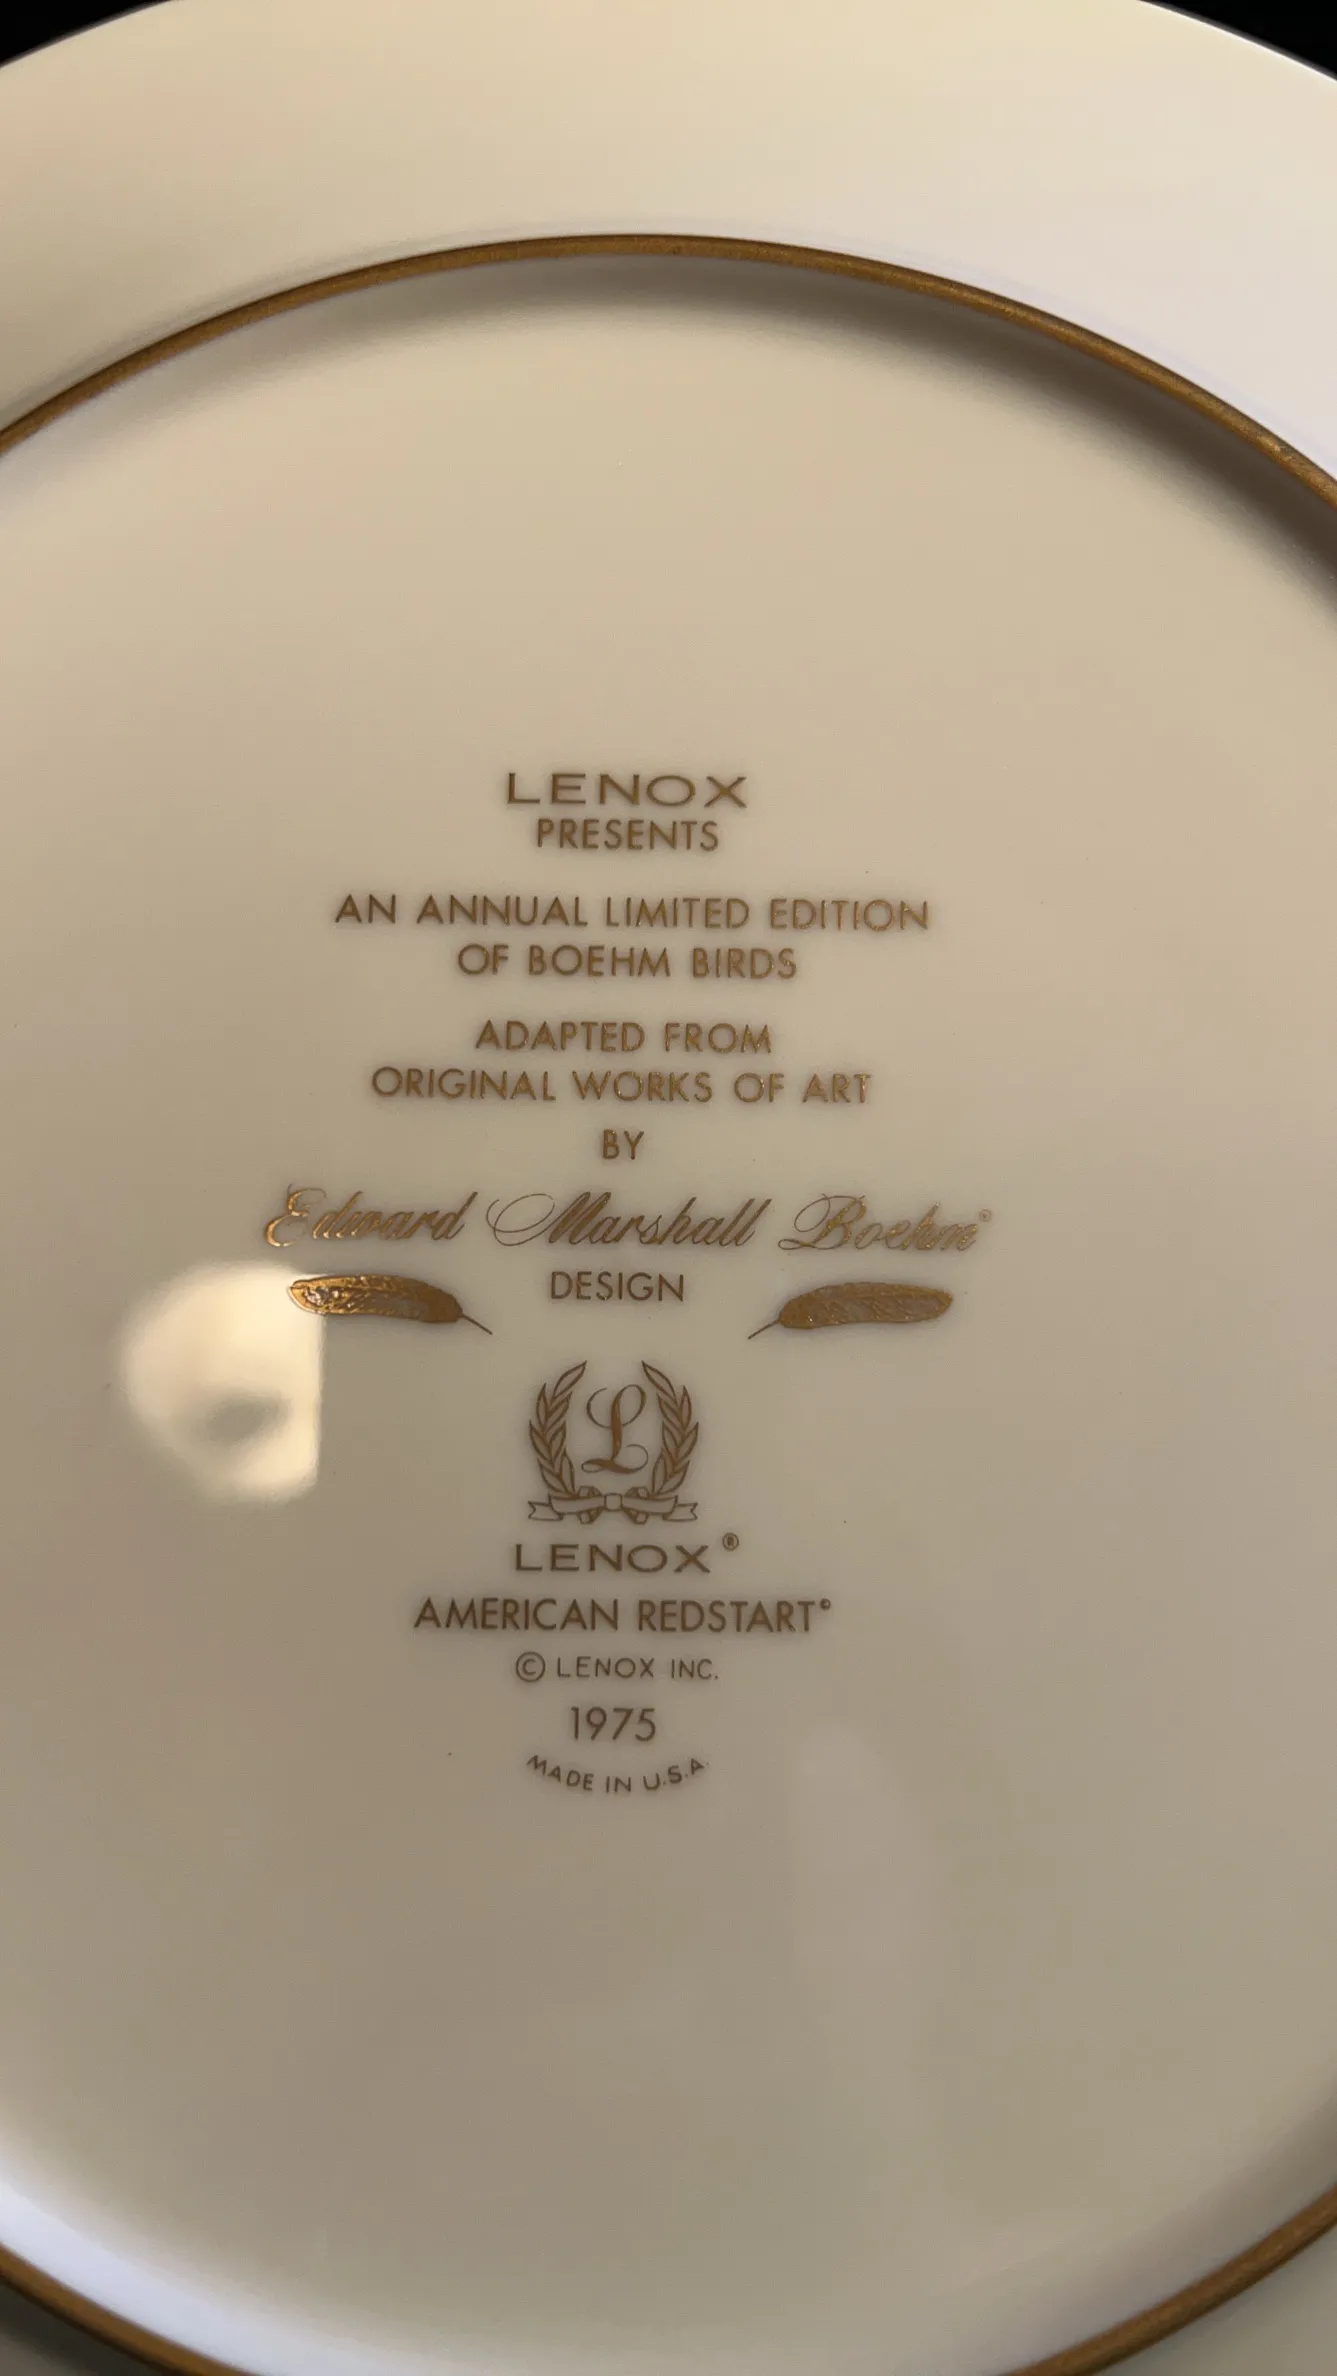 LENOX
PRESENTS
AN ANNUAL LIMITED EDITION
OF BOEHM BIRDS
ADAPTED FROM
ORIGINAL WORKS OF ART
BY
Edward Marshall Boehm®
DESIGN
L
LENOX®
AMERICAN REDSTART®
© LENOX INC.
1975
MADE IN U.S.A.